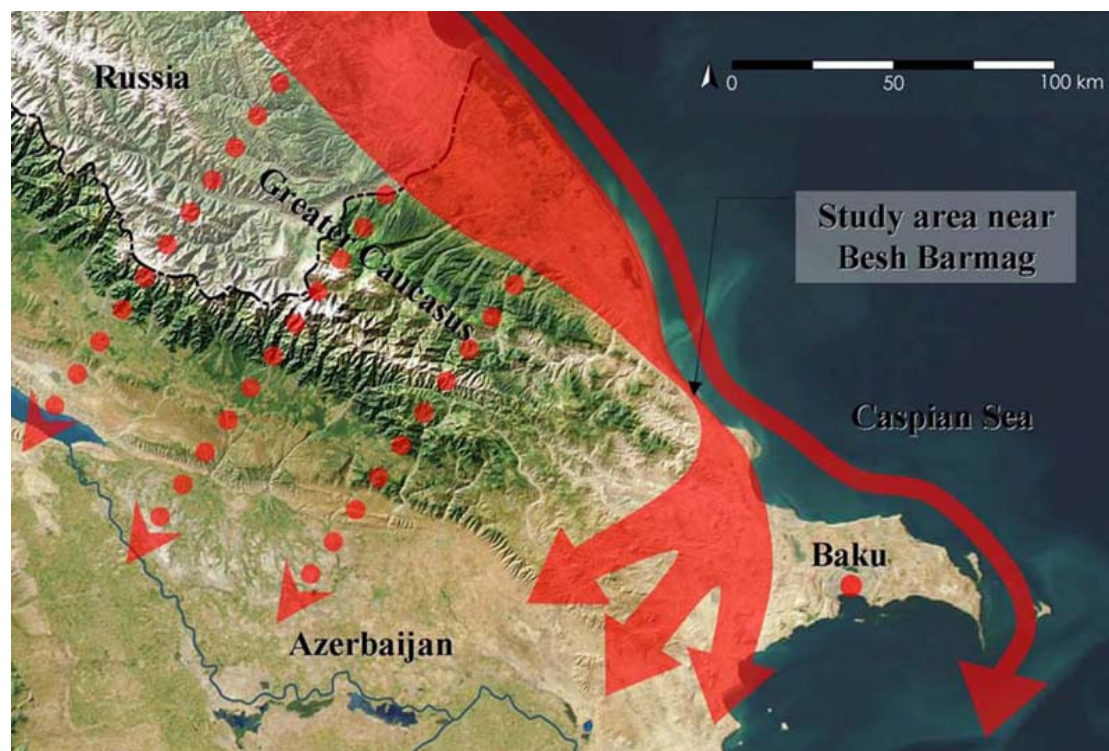 Russia
0 50 100 km
Greater Caucasus
Study area near
Besh Barmag
Caspian Sea
Baku
Azerbaijan